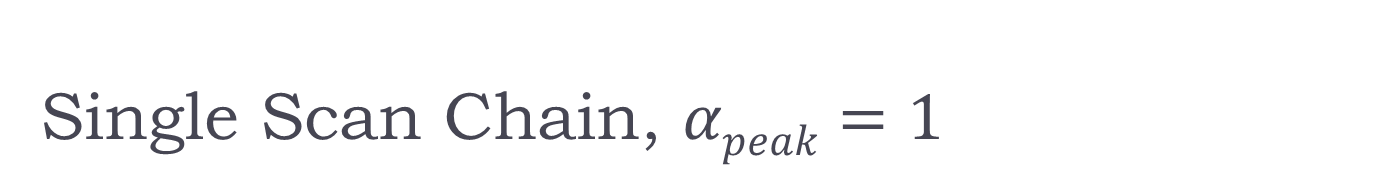 Single Scan Chain, α_peak = 1